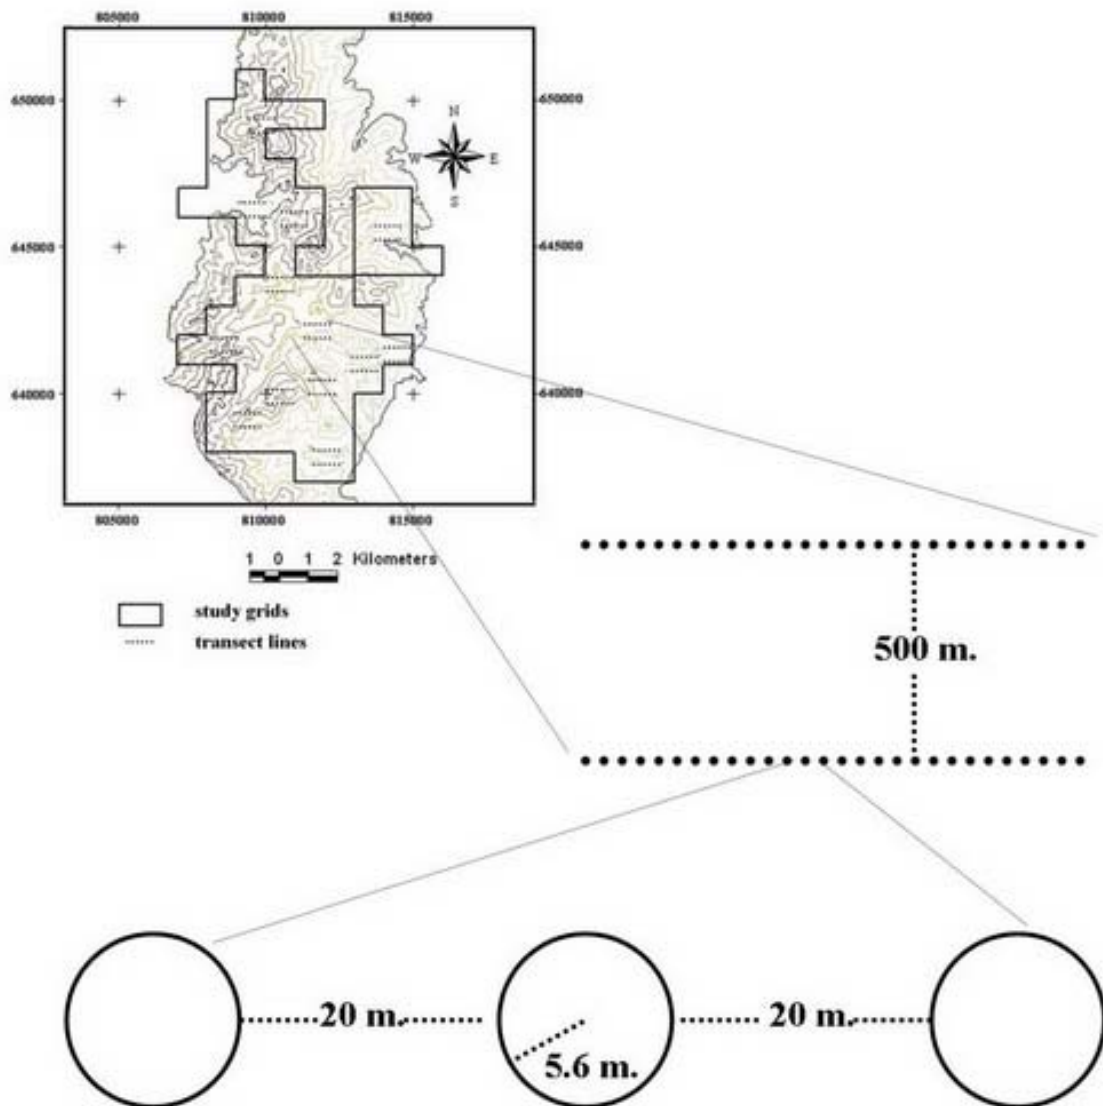 805000 810000 815000
650000 650000
N
W E
S
645000 645000
640000 640000
805000 810000 815000
1 0 1 2 Kilometers
study grids
transect lines
500 m.
20 m. 20 m.
5.6 m.